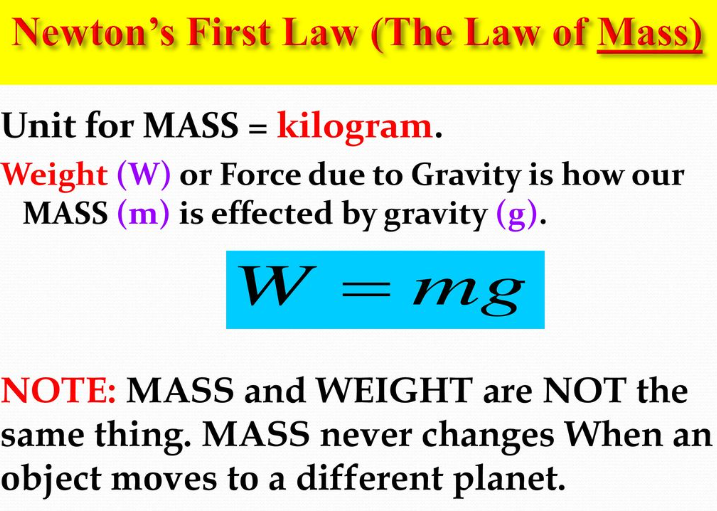 Newton’s First Law (The Law of Mass)
Unit for MASS = kilogram.
Weight (W) or Force due to Gravity is how our
MASS (m) is effected by gravity (g).
W = mg
NOTE: MASS and WEIGHT are NOT the
same thing. MASS never changes When an
object moves to a different planet.